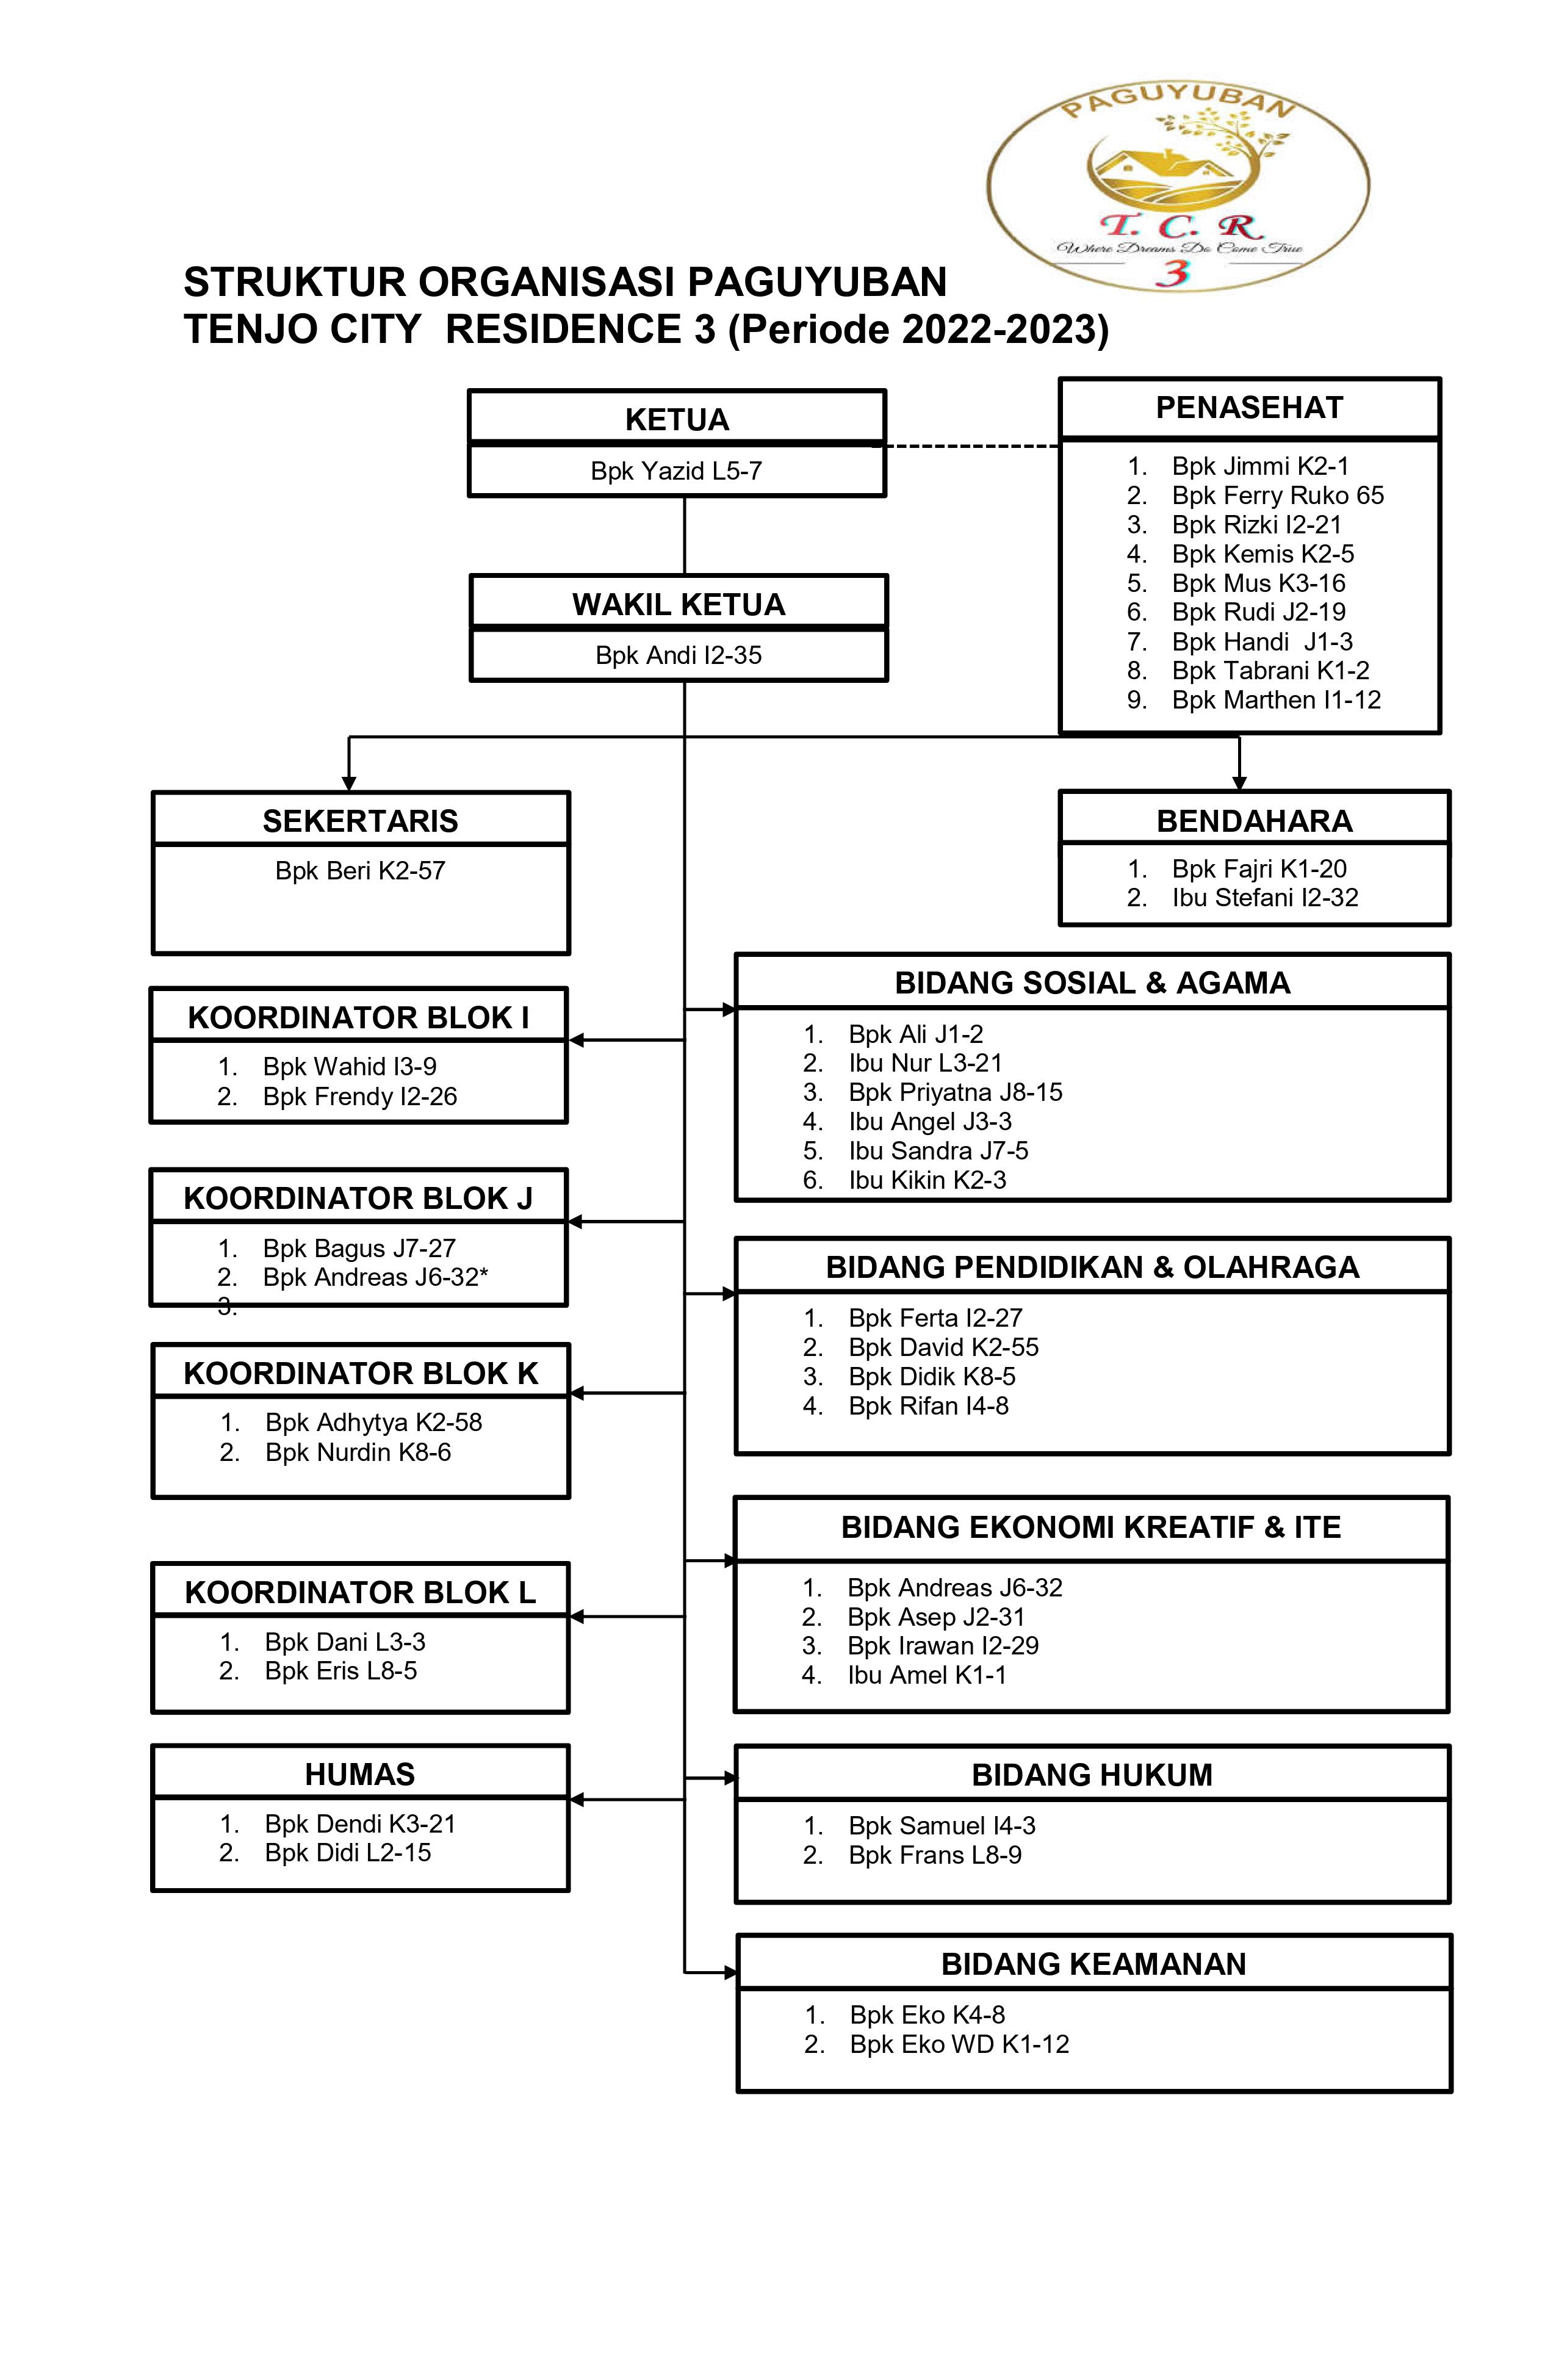 PAGUYUBAN
T. C. R
Where Dreams Do Come True
3
STRUKTUR ORGANISASI PAGUYUBAN
TENJO CITY  RESIDENCE 3 (Periode 2022-2023)
KETUA
Bpk Yazid L5-7
PENASEHAT
1. Bpk Jimmi K2-1
2. Bpk Ferry Ruko 65
3. Bpk Rizki I2-21
4. Bpk Kemis K2-5
5. Bpk Mus K3-16
6. Bpk Rudi J2-19
7. Bpk Handi  J1-3
8. Bpk Tabrani K1-2
9. Bpk Marthen I1-12
WAKIL KETUA
Bpk Andi I2-35
SEKERTARIS
Bpk Beri K2-57
BENDAHARA
1. Bpk Fajri K1-20
2. Ibu Stefani I2-32
KOORDINATOR BLOK I
1. Bpk Wahid I3-9
2. Bpk Frendy I2-26
KOORDINATOR BLOK J
1. Bpk Bagus J7-27
2. Bpk Andreas J6-32*
3.
KOORDINATOR BLOK K
1. Bpk Adhytya K2-58
2. Bpk Nurdin K8-6
KOORDINATOR BLOK L
1. Bpk Dani L3-3
2. Bpk Eris L8-5
HUMAS
1. Bpk Dendi K3-21
2. Bpk Didi L2-15
BIDANG SOSIAL & AGAMA
1. Bpk Ali J1-2
2. Ibu Nur L3-21
3. Bpk Priyatna J8-15
4. Ibu Angel J3-3
5. Ibu Sandra J7-5
6. Ibu Kikin K2-3
BIDANG PENDIDIKAN & OLAHRAGA
1. Bpk Ferta I2-27
2. Bpk David K2-55
3. Bpk Didik K8-5
4. Bpk Rifan I4-8
BIDANG EKONOMI KREATIF & ITE
1. Bpk Andreas J6-32
2. Bpk Asep J2-31
3. Bpk Irawan I2-29
4. Ibu Amel K1-1
BIDANG HUKUM
1. Bpk Samuel I4-3
2. Bpk Frans L8-9
BIDANG KEAMANAN
1. Bpk Eko K4-8
2. Bpk Eko WD K1-12